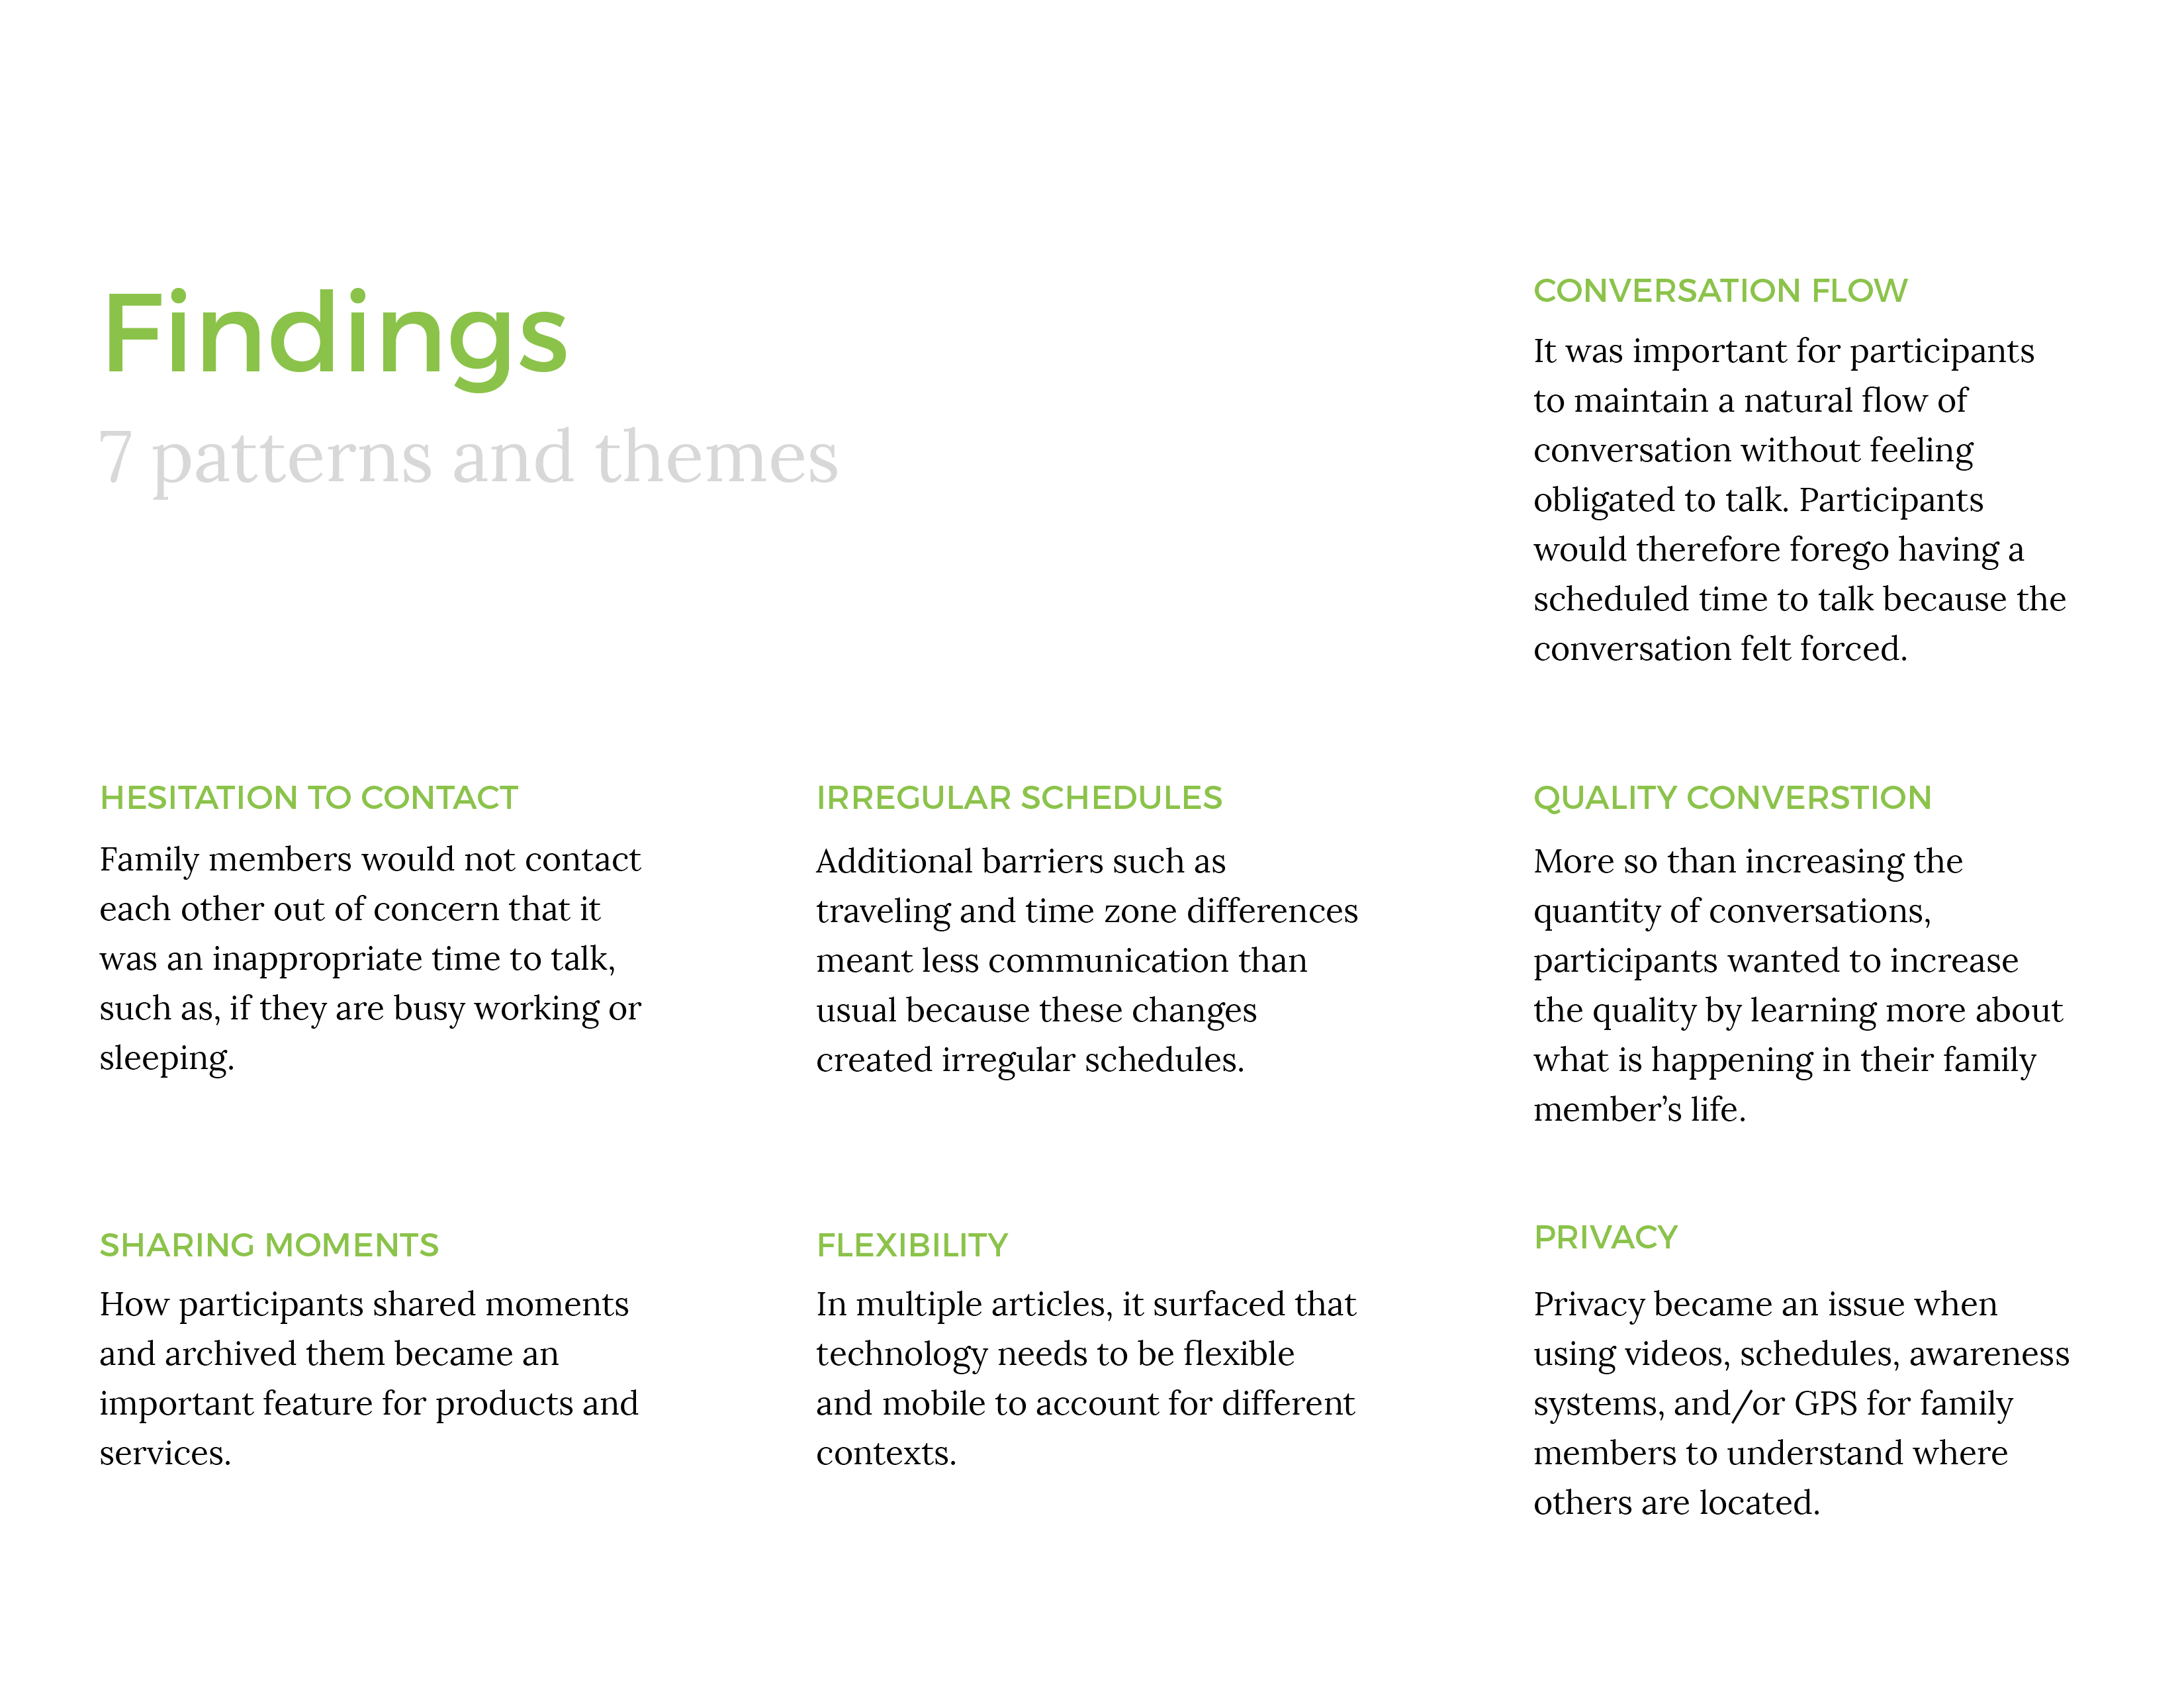 Findings
7 patterns and themes
CONVERSATION FLOW
It was important for participants
to maintain a natural flow of
conversation without feeling
obligated to talk. Participants
would therefore forego having a
scheduled time to talk because the
conversation felt forced.
HESITATION TO CONTACT
Family members would not contact
each other out of concern that it
was an inappropriate time to talk,
such as, if they are busy working or
sleeping.
IRREGULAR SCHEDULES
Additional barriers such as
traveling and time zone differences
meant less communication than
usual because these changes
created irregular schedules.
QUALITY CONVERSTION
More so than increasing the
quantity of conversations,
participants wanted to increase
the quality by learning more about
what is happening in their family
member’s life.
SHARING MOMENTS
How participants shared moments
and archived them became an
important feature for products and
services.
FLEXIBILITY
In multiple articles, it surfaced that
technology needs to be flexible
and mobile to account for different
contexts.
PRIVACY
Privacy became an issue when
using videos, schedules, awareness
systems, and/or GPS for family
members to understand where
others are located.